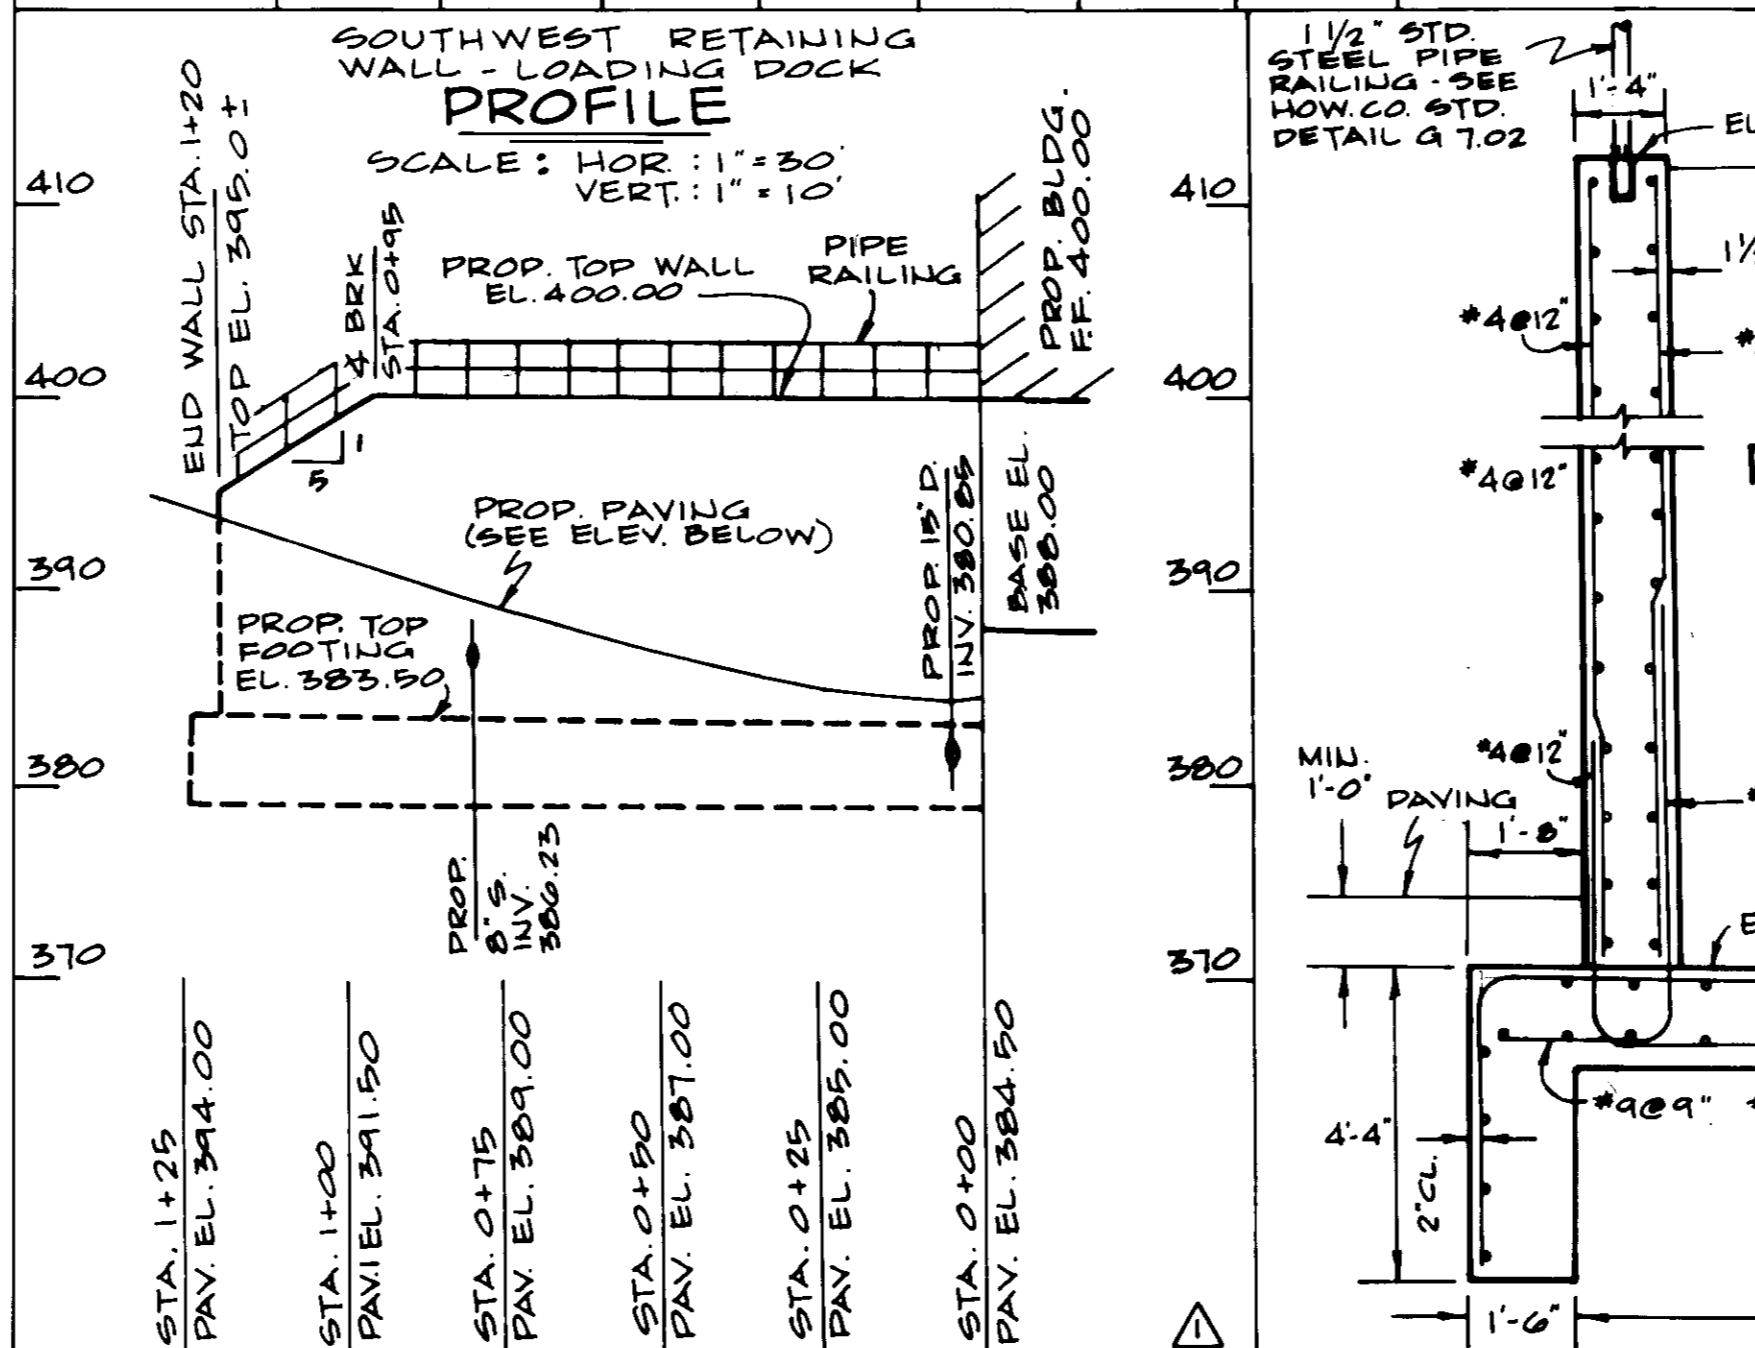 SOUTHWEST RETAINING
WALL - LOADING DOCK
PROFILE
SCALE : HOR. : 1" = 30'
VERT. : 1" = 10'
410
400
390
380
370
END WALL STA. 1+20
TOP EL. 395.0 ±
BRK
STA. 0+95
PROP. TOP WALL
EL. 400.00
PIPE
RAILING
PROP. BLDG.
F.F. 400.00
1
5
PROP. PAVING
(SEE ELEV. BELOW)
PROP. TOP
FOOTING
EL. 383.50
PROP. 15" D.
INV. 380.85
BASE EL.
388.00
PROP.
8" S.
INV.
386.23
STA. 1+25
PAV. EL. 394.00
STA. 1+00
PAV. EL. 391.50
STA. 0+75
PAV. EL. 389.00
STA. 0+50
PAV. EL. 387.00
STA. 0+25
PAV. EL. 385.00
STA. 0+00
PAV. EL. 384.50
410
400
390
380
370
1
1 1/2" STD.
STEEL PIPE
RAILING - SEE
HOW. CO. STD.
DETAIL G 7.02
1'-4"
EL
#4@12"
#4@12"
#4@12"
MIN.
1'-0"
PAVING
1'-8"
E
#9@9"
4'-4"
2" CL.
1'-6"